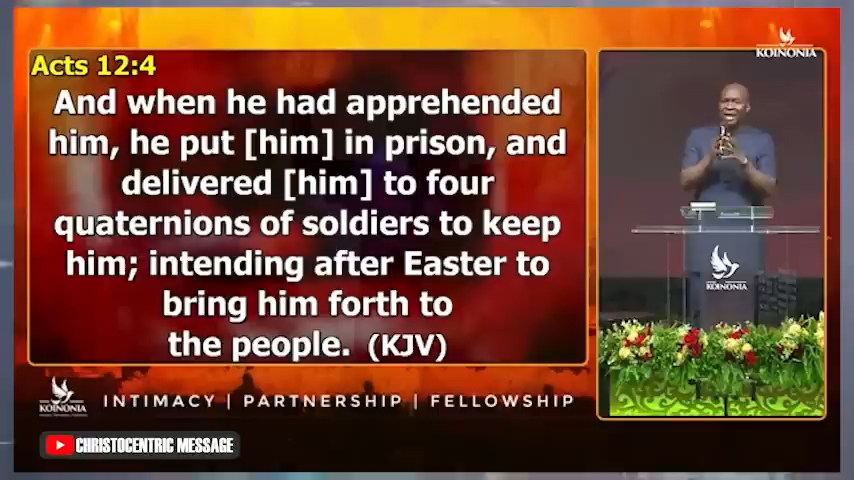 Acts 12:4
And when he had apprehended
him, he put [him] in prison, and
delivered [him] to four
quaternions of soldiers to keep
him; intending after Easter to
bring him forth to
the people. (KJV)
KOINONIA
KOINONIA
KOINONIA
INTIMACY | PARTNERSHIP | FELLOWSHIP
CHRISTOCENTRIC MESSAGE